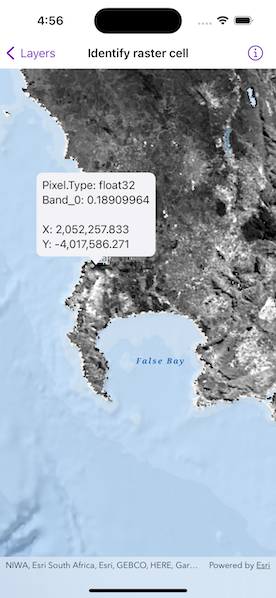 4:56
Layers
Identify raster cell
Pixel.Type: float32
Band_0: 0.18909964
X: 2,052,257.833
Y: -4,017,586.271
False Bay
NIWA, Esri South Africa, Esri, GEBCO, HERE, Gar... Powered by Esri